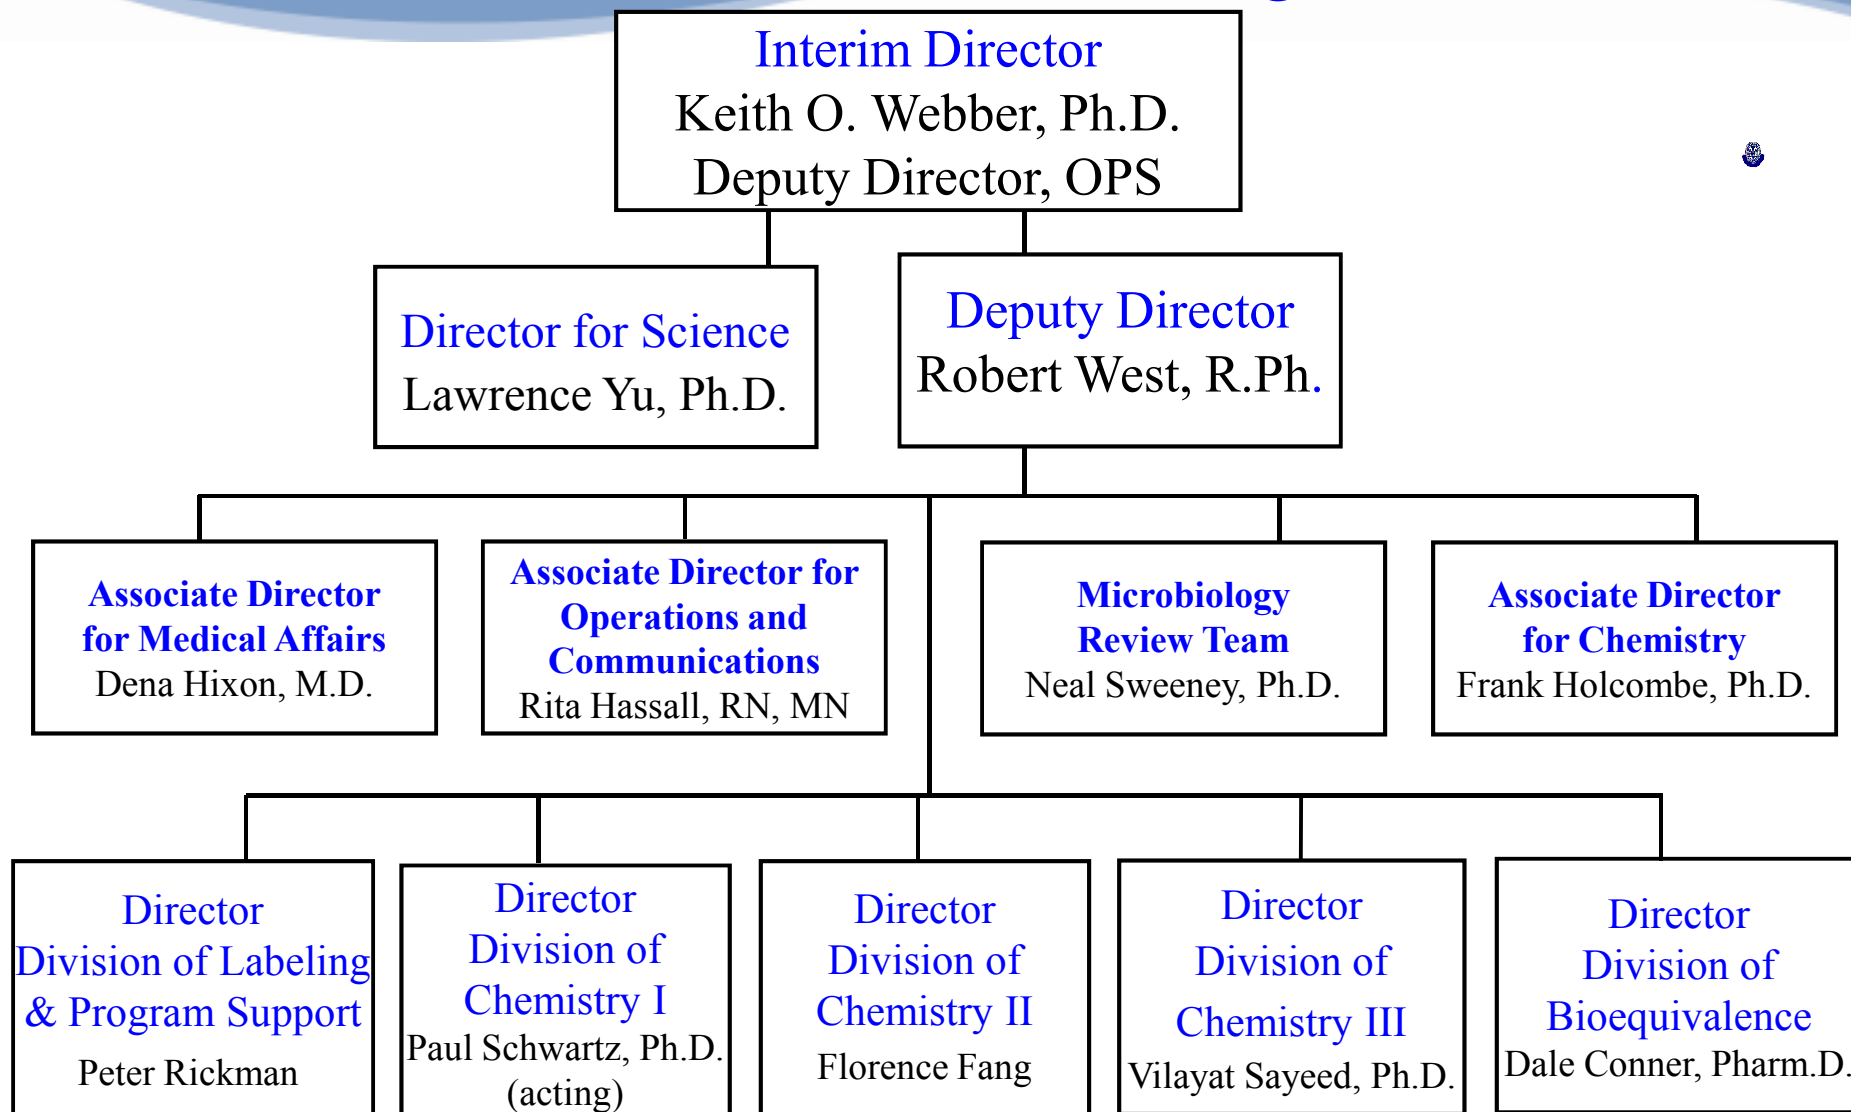 Interim Director
Keith O. Webber, Ph.D.
Deputy Director, OPS
Director for Science
Lawrence Yu, Ph.D.
Deputy Director
Robert West, R.Ph.
Associate Director
for Medical Affairs
Dena Hixon, M.D.
Associate Director for
Operations and
Communications
Rita Hassall, RN, MN
Microbiology
Review Team
Neal Sweeney, Ph.D.
Associate Director
for Chemistry
Frank Holcombe, Ph.D.
Director
Division of Labeling
& Program Support
Peter Rickman
Director
Division of
Chemistry I
Paul Schwartz, Ph.D.
(acting)
Director
Division of
Chemistry II
Florence Fang
Director
Division of
Chemistry III
Vilayat Sayeed, Ph.D.
Director
Division of
Bioequivalence
Dale Conner, Pharm.D.